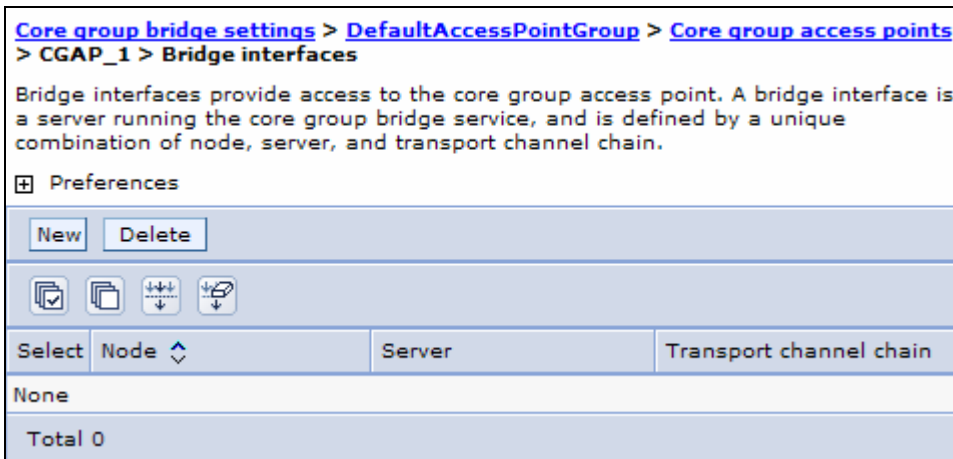 Core group bridge settings > DefaultAccessPointGroup > Core group access points
> CGAP_1 > Bridge interfaces
Bridge interfaces provide access to the core group access point. A bridge interface is
a server running the core group bridge service, and is defined by a unique
combination of node, server, and transport channel chain.
Preferences
New Delete
Select Node Server Transport channel chain
None
Total 0